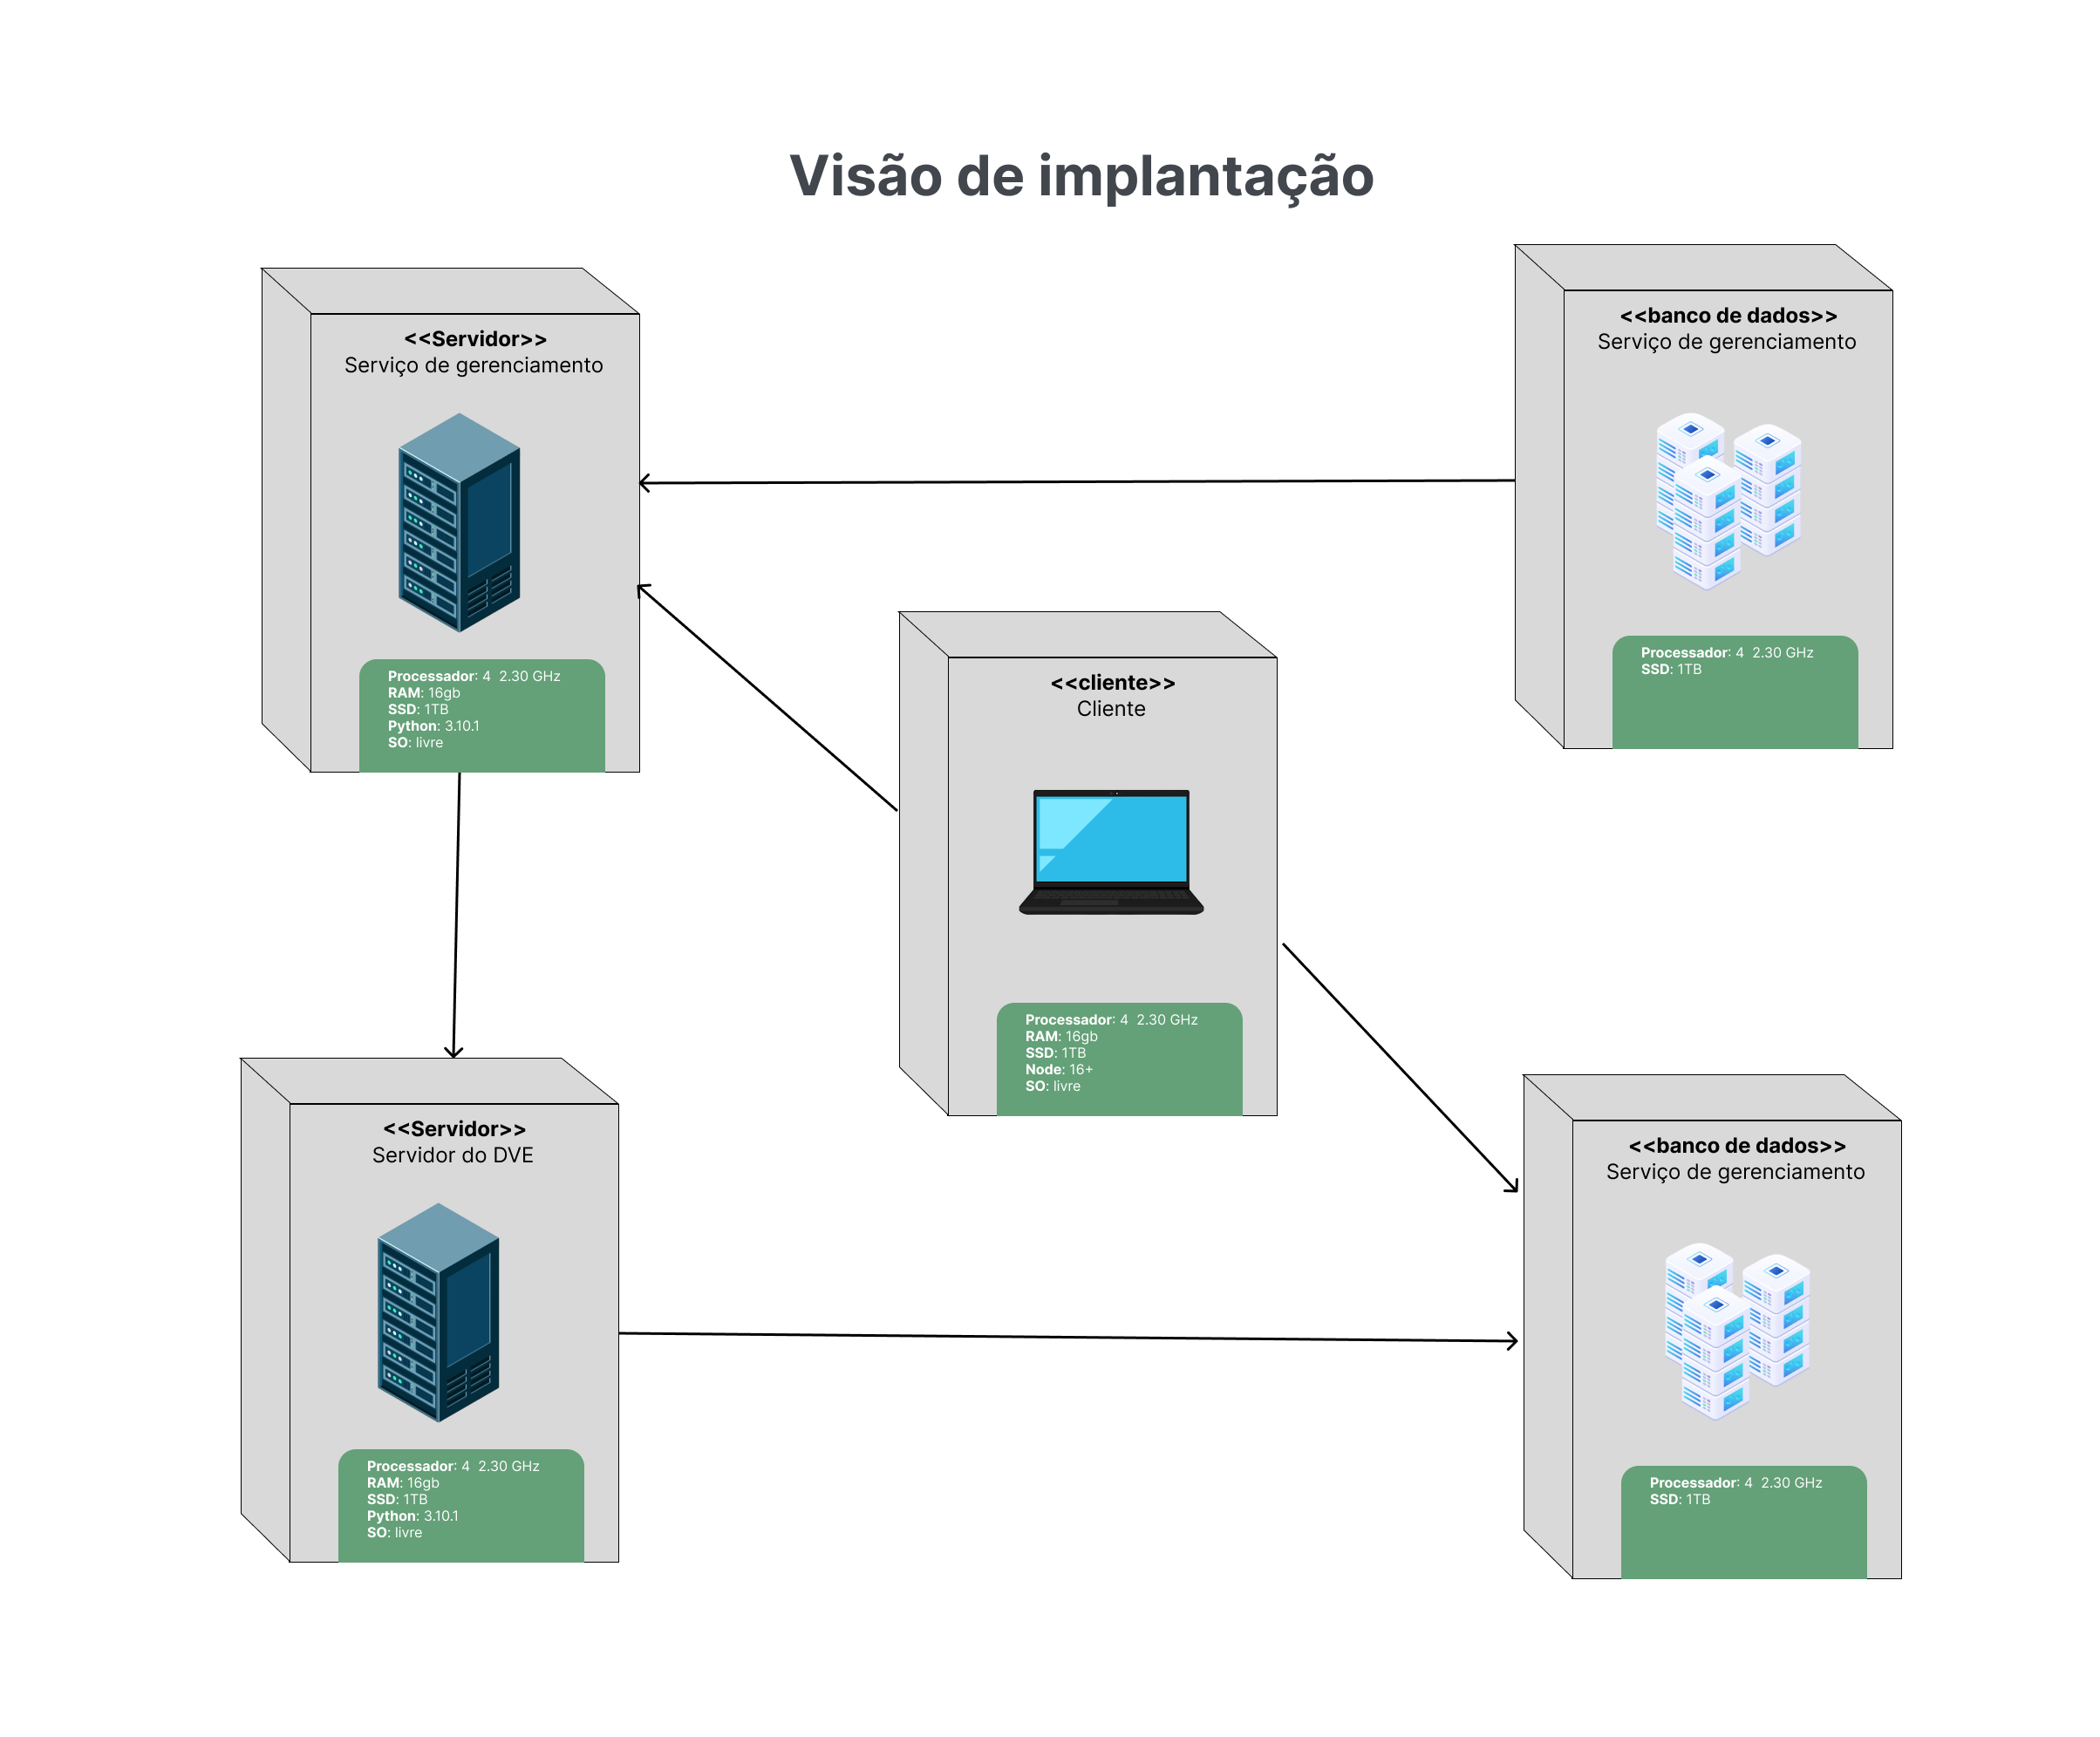 Visão de implantação
<<Servidor>>
Serviço de gerenciamento
Processador: 4  2.30 GHz
RAM: 16gb
SSD: 1TB
Python: 3.10.1
SO: livre
<<banco de dados>>
Serviço de gerenciamento
Processador: 4  2.30 GHz
SSD: 1TB
<<cliente>>
Cliente
Processador: 4  2.30 GHz
RAM: 16gb
SSD: 1TB
Node: 16+
SO: livre
<<Servidor>>
Servidor do DVE
Processador: 4  2.30 GHz
RAM: 16gb
SSD: 1TB
Python: 3.10.1
SO: livre
<<banco de dados>>
Serviço de gerenciamento
Processador: 4  2.30 GHz
SSD: 1TB